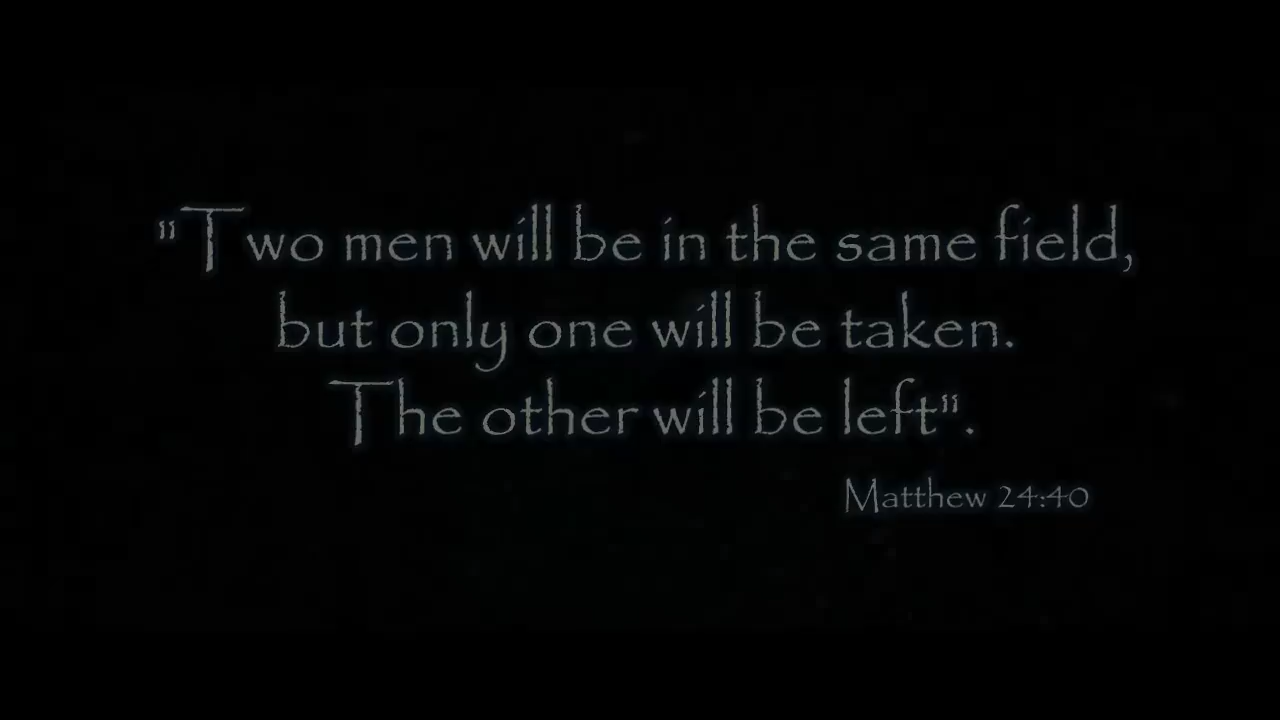 "Two men will be in the same field,
but only one will be taken.
The other will be left".
Matthew 24:40